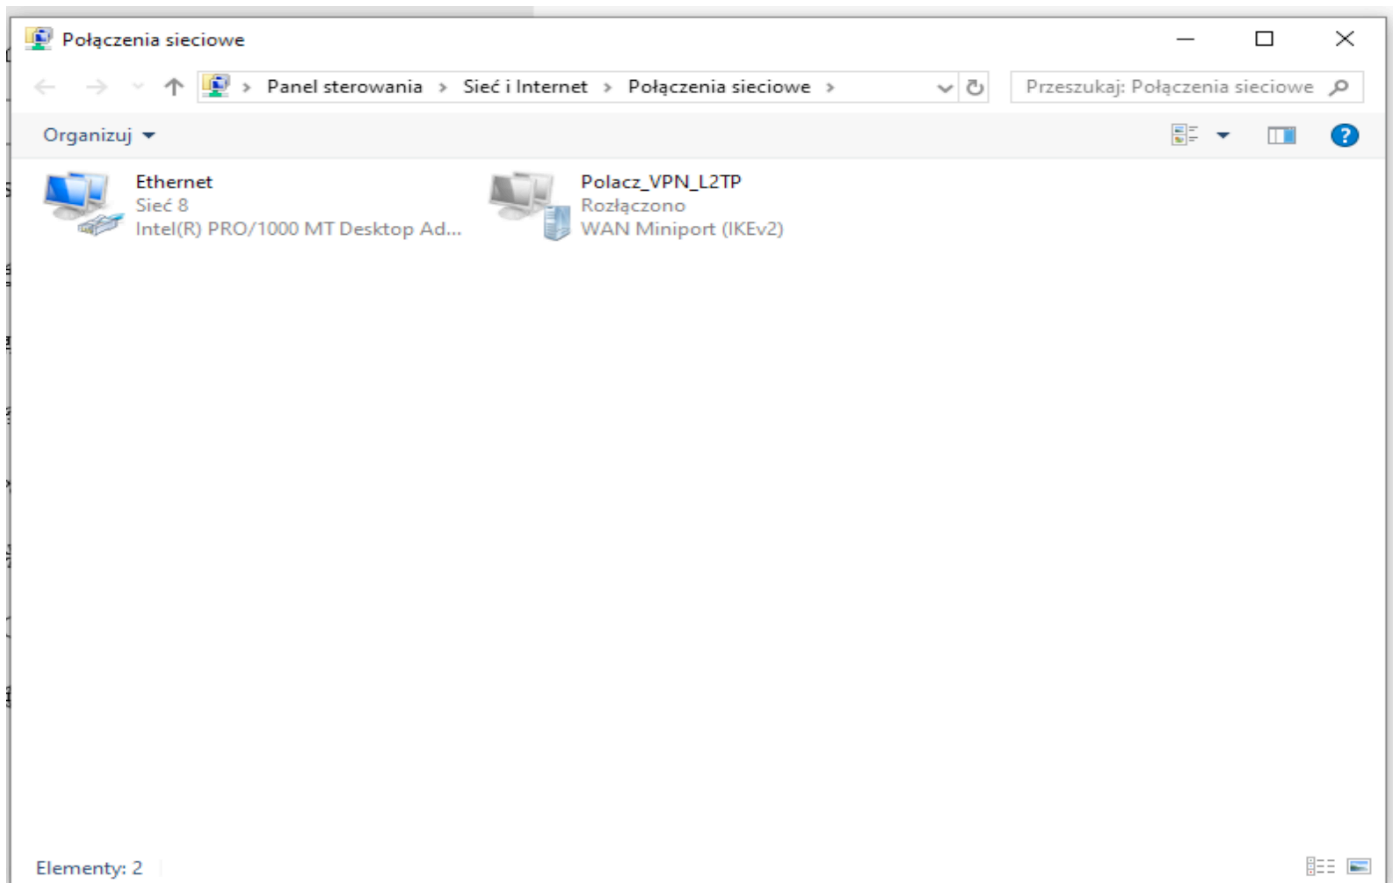 Połączenia sieciowe
Panel sterowania > Sieć i Internet > Połączenia sieciowe >
Przeszukaj: Połączenia sieciowe
Organizuj
Ethernet
Sieć 8
Intel(R) PRO/1000 MT Desktop Ad...
Polacz_VPN_L2TP
Rozłączono
WAN Miniport (IKEv2)
Elementy: 2